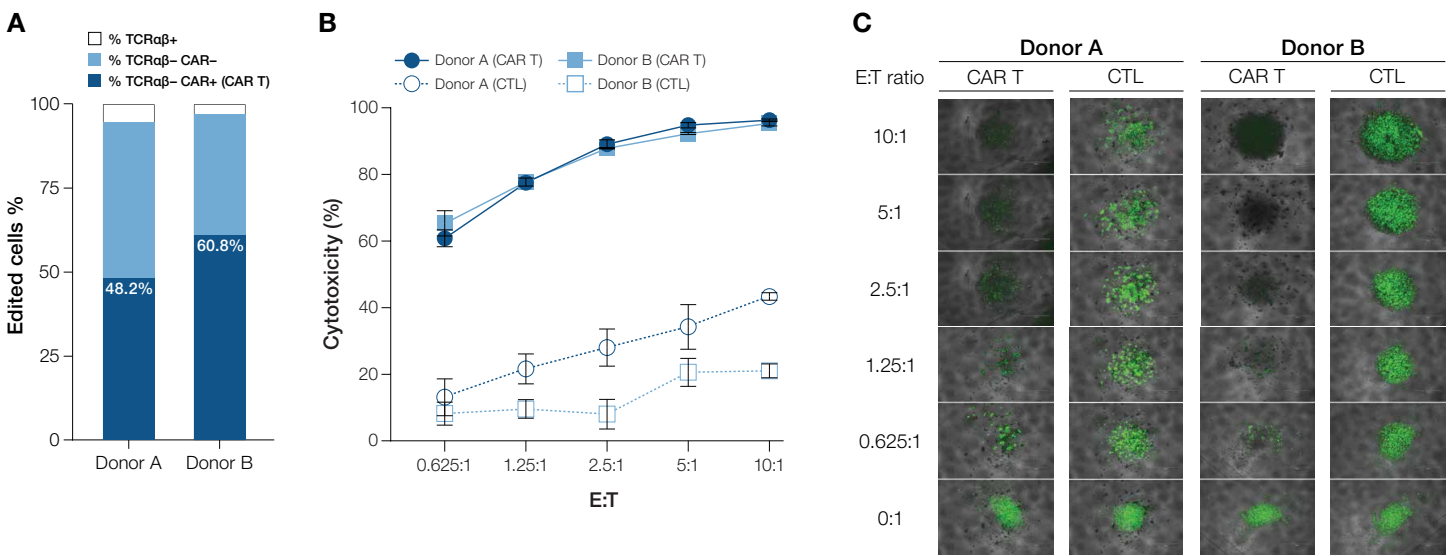 A
% TCRαβ+
% TCRαβ– CAR–
% TCRαβ– CAR+ (CAR T)
Edited cells %
100
75
50
25
0
48.2%
60.8%
Donor A
Donor B
B
Donor A (CAR T)
Donor B (CAR T)
Donor A (CTL)
Donor B (CTL)
Cytotoxicity (%)
100
80
60
40
20
0
0.625:1
1.25:1
2.5:1
5:1
10:1
E:T
C
Donor A
Donor B
E:T ratio
CAR T
CTL
CAR T
CTL
10:1
5:1
2.5:1
1.25:1
0.625:1
0:1